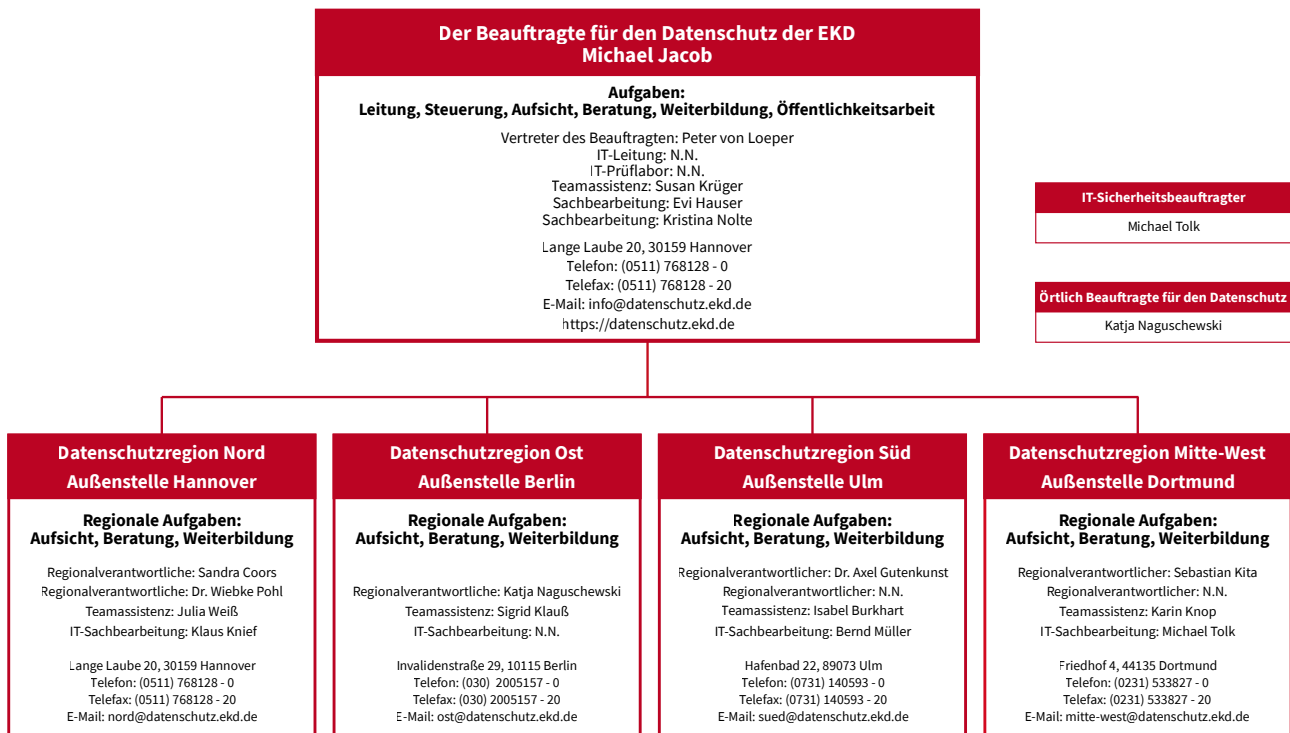 Der Beauftragte für den Datenschutz der EKD
Michael Jacob
Aufgaben:
Leitung, Steuerung, Aufsicht, Beratung, Weiterbildung, Öffentlichkeitsarbeit
Vertreter des Beauftragten: Peter von Loeper
IT-Leitung: N.N.
IT-Prüflabor: N.N.
Teamassistenz: Susan Krüger
Sachbearbeitung: Evi Hauser
Sachbearbeitung: Kristina Nolte
Lange Laube 20, 30159 Hannover
Telefon: (0511) 768128 - 0
Telefax: (0511) 768128 - 20
E-Mail: info@datenschutz.ekd.de
https://datenschutz.ekd.de
IT-Sicherheitsbeauftragter
Michael Tolk
Örtlich Beauftragte für den Datenschutz
Katja Naguschewski
Datenschutzregion Nord
Außenstelle Hannover
Regionale Aufgaben:
Aufsicht, Beratung, Weiterbildung
Regionalverantwortliche: Sandra Coors
Regionalverantwortliche: Dr. Wiebke Pohl
Teamassistenz: Julia Weiß
IT-Sachbearbeitung: Klaus Knief
Lange Laube 20, 30159 Hannover
Telefon: (0511) 768128 - 0
Telefax: (0511) 768128 - 20
E-Mail: nord@datenschutz.ekd.de
Datenschutzregion Ost
Außenstelle Berlin
Regionale Aufgaben:
Aufsicht, Beratung, Weiterbildung
Regionalverantwortliche: Katja Naguschewski
Teamassistenz: Sigrid Klauß
IT-Sachbearbeitung: N.N.
Invalidenstraße 29, 10115 Berlin
Telefon: (030) 2005157 - 0
Telefax: (030) 2005157 - 20
E-Mail: ost@datenschutz.ekd.de
Datenschutzregion Süd
Außenstelle Ulm
Regionale Aufgaben:
Aufsicht, Beratung, Weiterbildung
Regionalverantwortlicher: Dr. Axel Gutenkunst
Regionalverantwortlicher: N.N.
Teamassistenz: Isabel Burkhart
IT-Sachbearbeitung: Bernd Müller
Hafenbad 22, 89073 Ulm
Telefon: (0731) 140593 - 0
Telefax: (0731) 140593 - 20
E-Mail: sued@datenschutz.ekd.de
Datenschutzregion Mitte-West
Außenstelle Dortmund
Regionale Aufgaben:
Aufsicht, Beratung, Weiterbildung
Regionalverantwortlicher: Sebastian Kita
Regionalverantwortlicher: N.N.
Teamassistenz: Karin Knop
IT-Sachbearbeitung: Michael Tolk
Friedhof 4, 44135 Dortmund
Telefon: (0231) 533827 - 0
Telefax: (0231) 533827 - 20
E-Mail: mitte-west@datenschutz.ekd.de